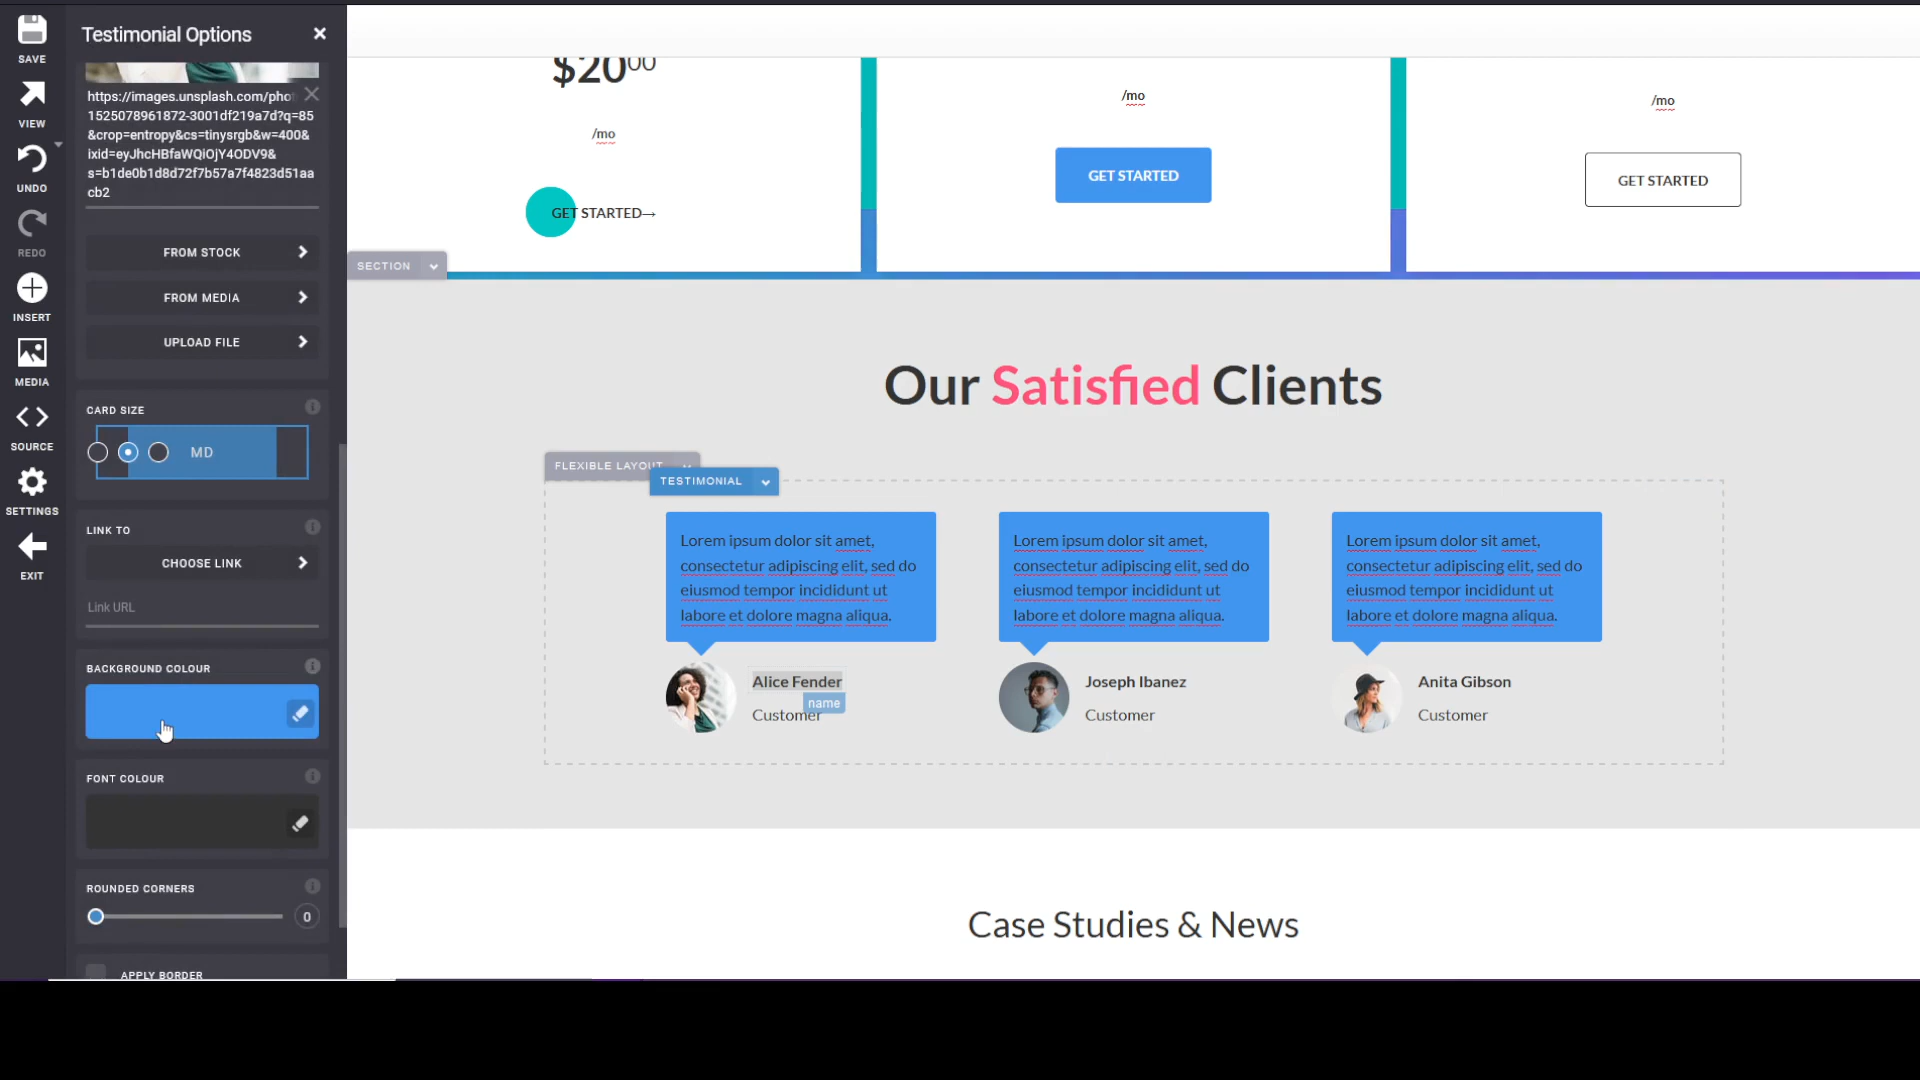 SAVE
VIEW
UNDO
REDO
INSERT
MEDIA
SOURCE
SETTINGS
EXIT
Testimonial Options
https://images.unsplash.com/phot
1525078961872-3001df219a7d?q=85
&crop=entropy&cs=tinysrgb&w=400&
ixid=eyJhcHBfaWQiOjY4ODV9&
s=b1de0b1d8d72f7b57a7f4823d51aa
cb2
FROM STOCK
FROM MEDIA
UPLOAD FILE
CARD SIZE
MD
LINK TO
CHOOSE LINK
Link URL
BACKGROUND COLOUR
FONT COLOUR
ROUNDED CORNERS
0
APPLY BORDER
$20 00
/mo
GET STARTED→
/mo
GET STARTED
/mo
GET STARTED
SECTION
Our Satisfied Clients
FLEXIBLE LAYOUT
TESTIMONIAL
Lorem ipsum dolor sit amet,
consectetur adipiscing elit, sed do
eiusmod tempor incididunt ut
labore et dolore magna aliqua.
Alice Fender
name
Customer
Lorem ipsum dolor sit amet,
consectetur adipiscing elit, sed do
eiusmod tempor incididunt ut
labore et dolore magna aliqua.
Joseph Ibanez
Customer
Lorem ipsum dolor sit amet,
consectetur adipiscing elit, sed do
eiusmod tempor incididunt ut
labore et dolore magna aliqua.
Anita Gibson
Customer
Case Studies & News